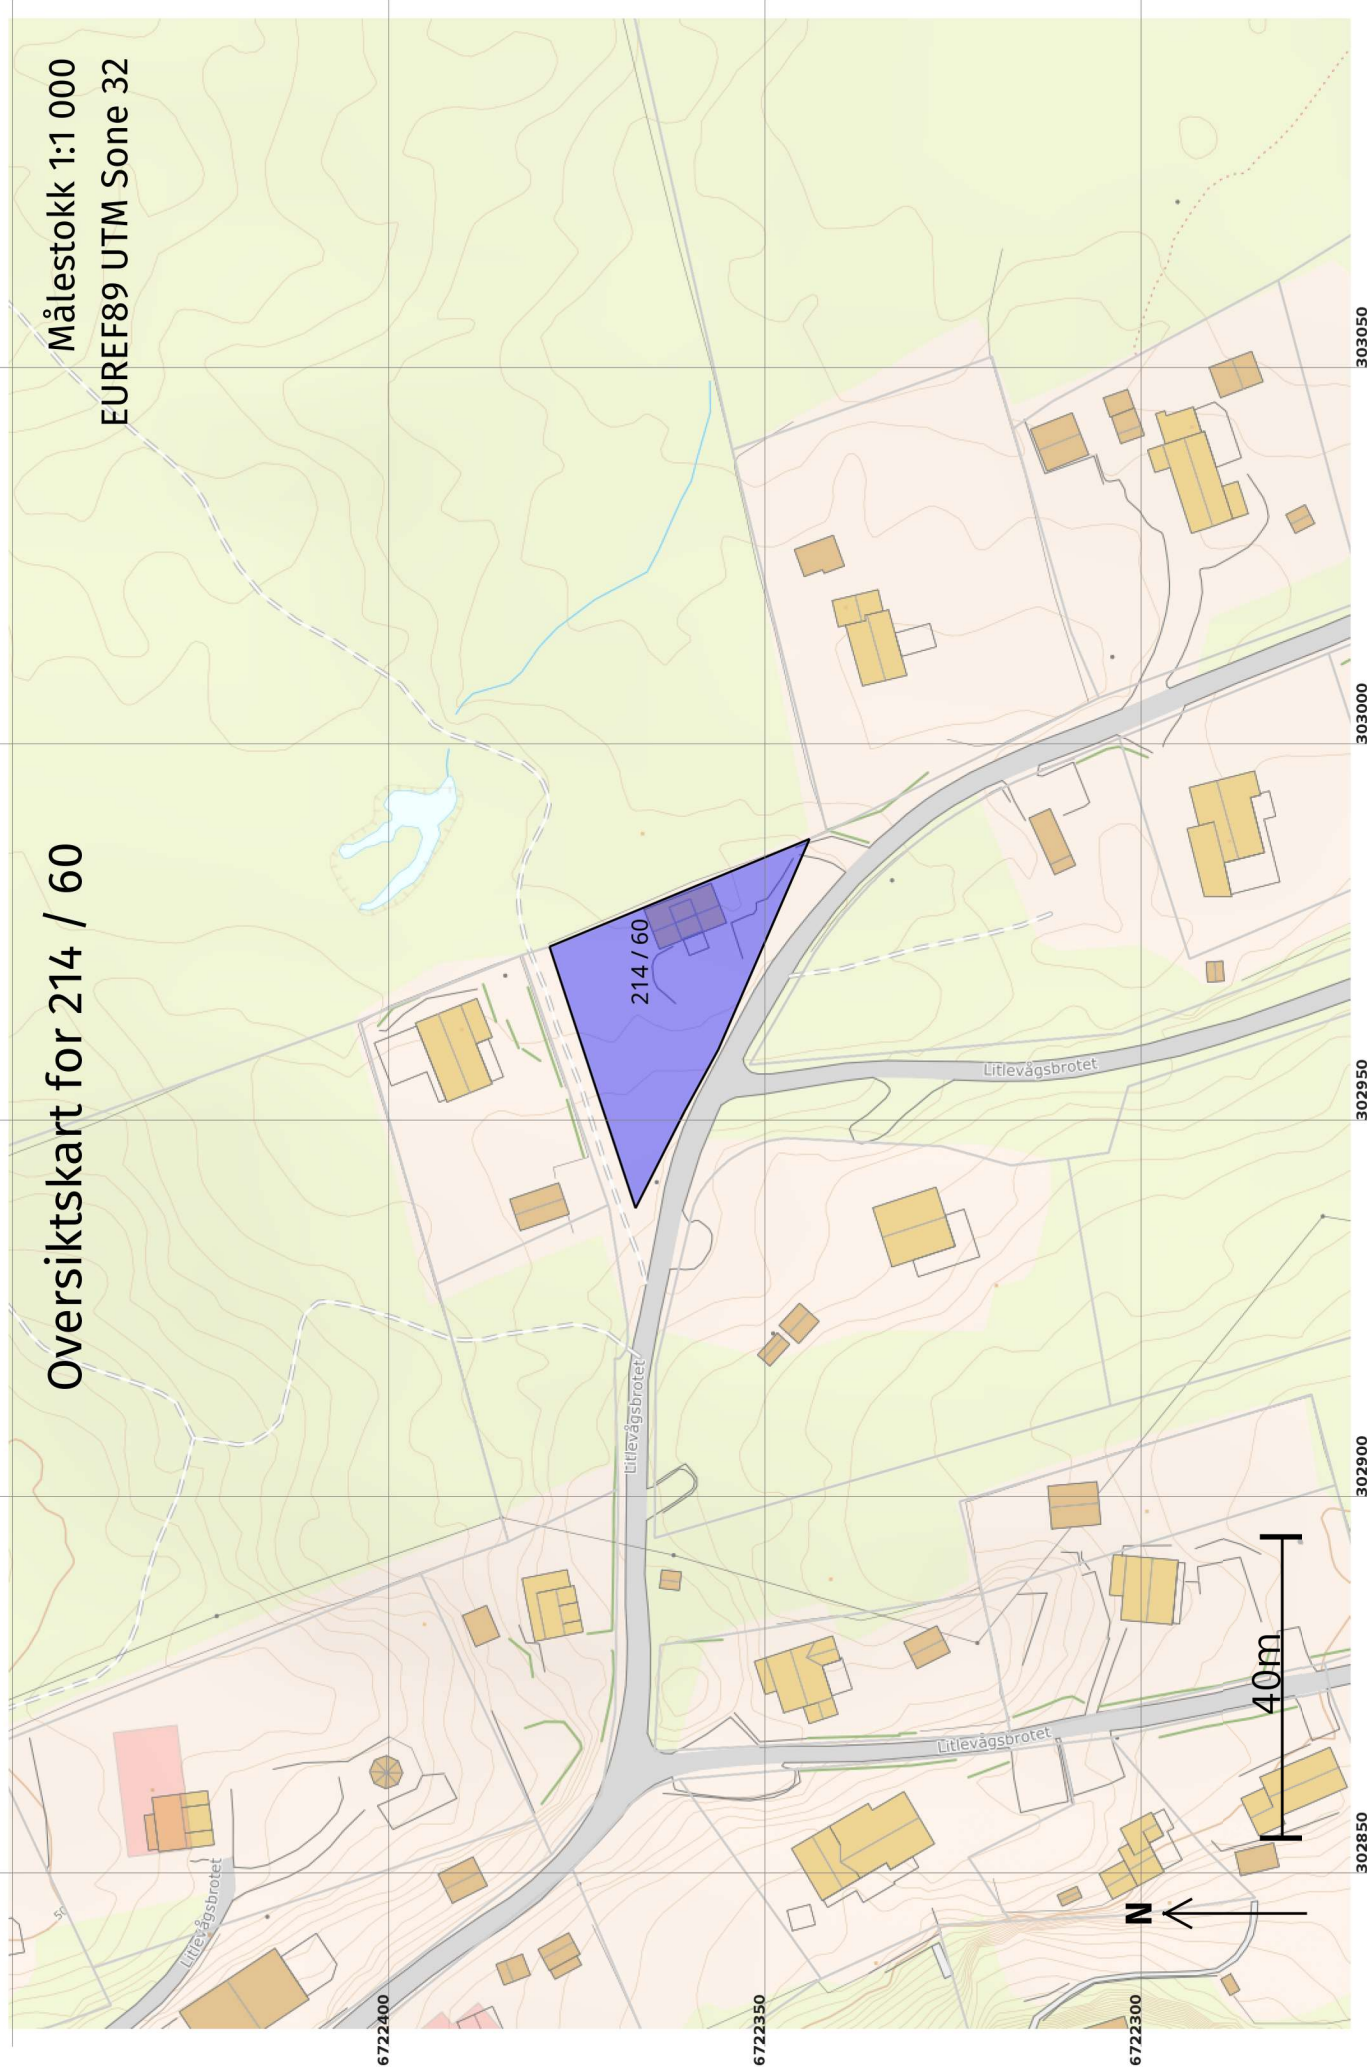 Oversiktskart for 214 / 60
Målestokk 1:1 000
EUREF89 UTM Sone 32
214 / 60
Litlevågsbrotet
Litlevågsbrotet
Litlevågsbrotet
Litlevågsbrotet
50
40m
N
6722400
6722350
6722300
302850
302900
302950
303000
303050